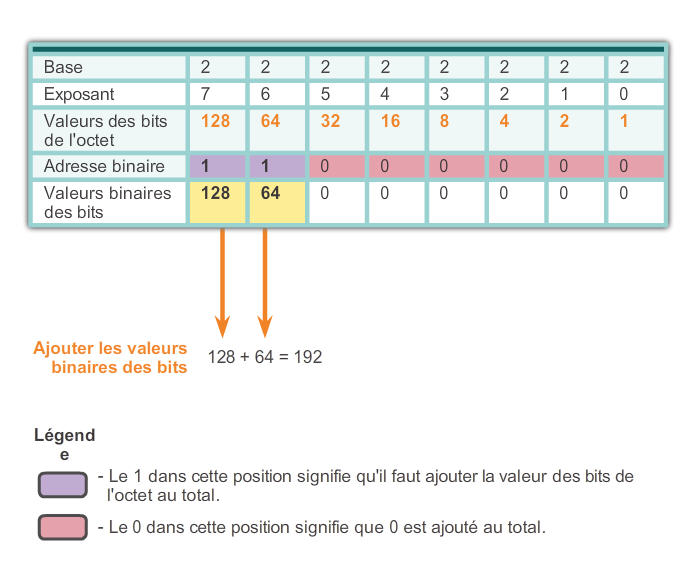 Base 2 2 2 2 2 2 2 2
Exposant 7 6 5 4 3 2 1 0
Valeurs des bits 128 64 32 16 8 4 2 1
de l'octet
Adresse binaire 1 1 0 0 0 0 0 0
Valeurs binaires 128 64 0 0 0 0 0 0
des bits
Ajouter les valeurs
binaires des bits
128 + 64 = 192
Légend
e
- Le 1 dans cette position signifie qu'il faut ajouter la valeur des bits de
l'octet au total.
- Le 0 dans cette position signifie que 0 est ajouté au total.